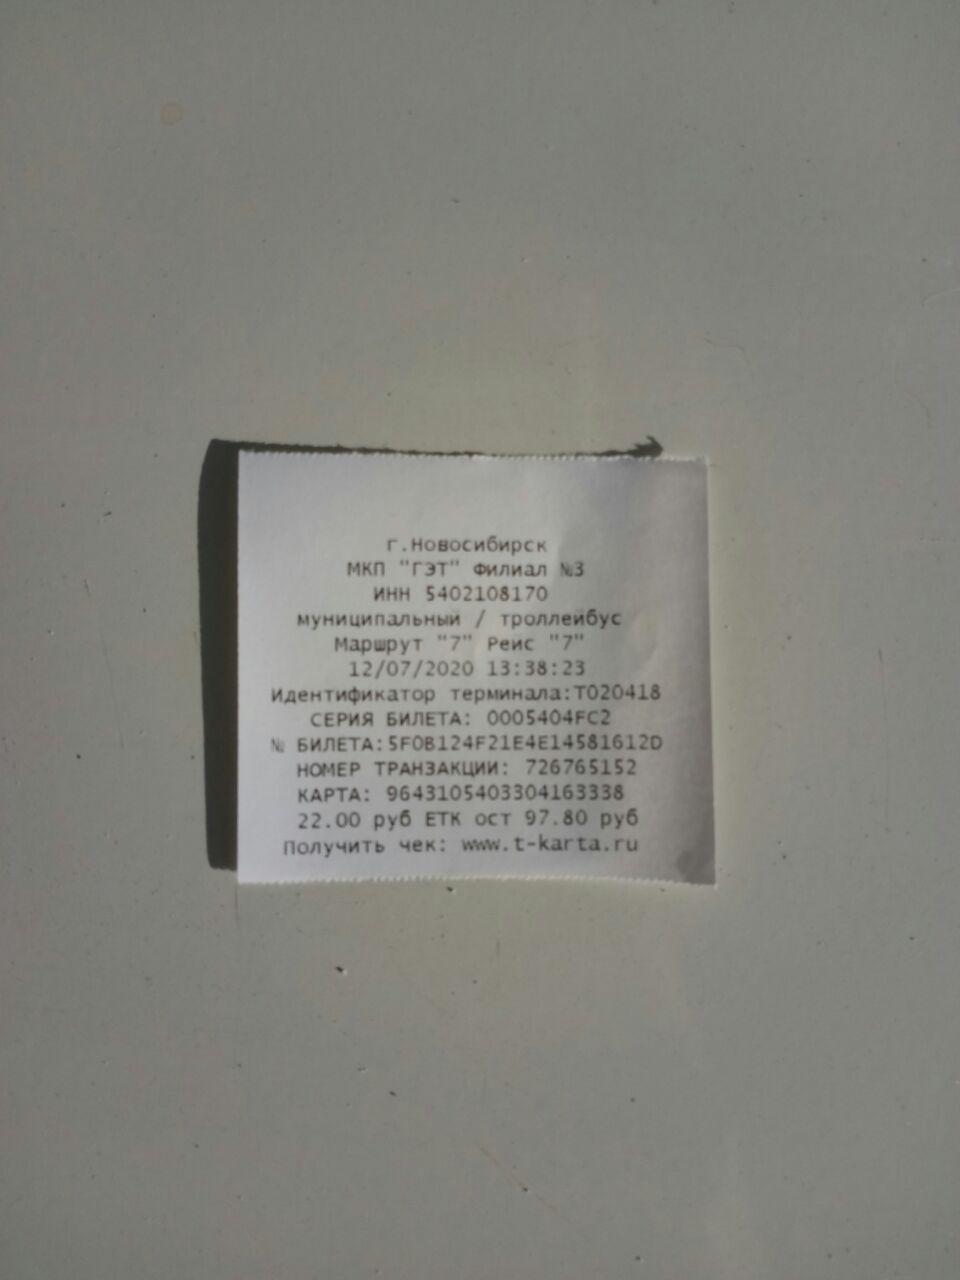 г.Новосибирск
МКП "ГЭТ" Филиал №3
ИНН 5402108170
муниципальный / троллейбус
Маршрут "7" Рейс "7"
12/07/2020 13:38:23
Идентификатор терминала:T020418
СЕРИЯ БИЛЕТА: 0005404FC2
№ БИЛЕТА:5F0B124F21E4E14581612D
НОМЕР ТРАНЗАКЦИИ: 726765152
КАРТА: 9643105403304163338
22.00 руб ЕТК ост 97.80 руб
Получить чек: www.t-karta.ru